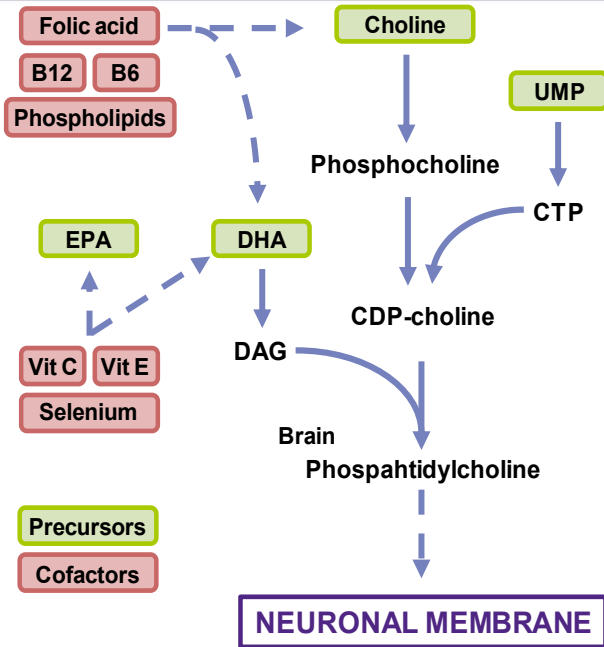 Folic acid
Choline
B12 B6
UMP
Phospholipids
Phosphocholine
CTP
EPA
DHA
CDP-choline
DAG
Vit C Vit E
Selenium
Brain
Phospahtidylcholine
Precursors
Cofactors
NEURONAL MEMBRANE